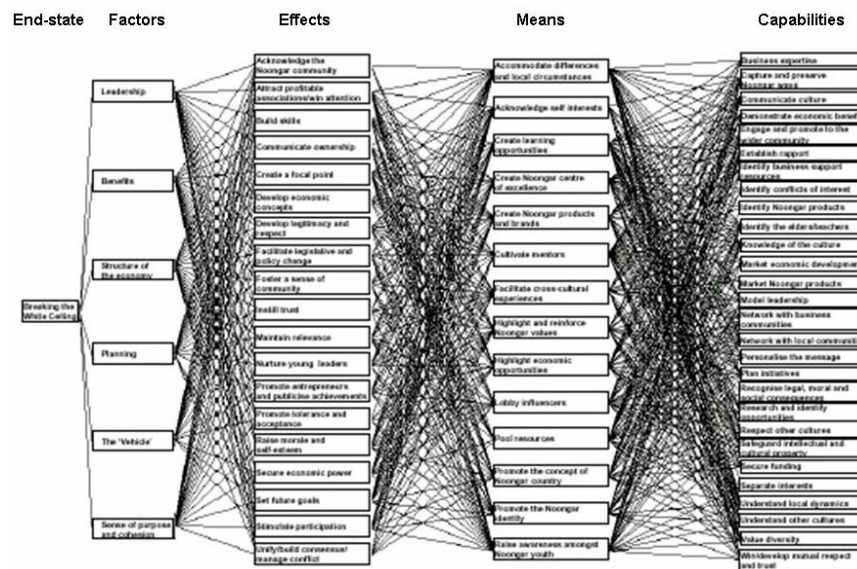 End-state
Factors
Effects
Means
Capabilities
Breaking the
White Ceiling
Leadership
Benefits
Structure of
the economy
Planning
The 'Vehicle'
Sense of purpose
and cohesion
Acknowledge the
Noongar community
Attract profitable
associations/win attention
Build skills
Communicate ownership
Create a focal point
Develop economic
concepts
Develop legitimacy and
respect
Facilitate legislative and
policy change
Foster a sense of
community
Instill trust
Maintain relevance
Nurture young leaders
Promote entrepreneurs
and publicise achievements
Promote tolerance and
acceptance
Raise morale and
self-esteem
Secure economic power
Set future goals
Stimulate participation
Unify/build consensus/
manage conflict
Accommodate differences
and local circumstances
Acknowledge self interests
Create learning
opportunities
Create Noongar centre
of excellence
Create Noongar products
and brands
Cultivate mentors
Facilitate cross-cultural
experiences
Highlight and reinforce
Noongar values
Highlight economic
opportunities
Lobby influencers
Pool resources
Promote the concept of
Noongar country
Promote the Noongar
identity
Raise awareness amongst
Noongar youth
Business expertise
Capture and preserve
Noongar ways
Communicate culture
Demonstrate economic benef
Engage and promote to the
wider community
Establish rapport
Identify business support
resources
Identify conflicts of interest
Identify Noongar products
Identify the elders/teachers
Knowledge of the culture
Market economic developmen
Market Noongar products
Model leadership
Network with business
communities
Network with local communiti
Personalise the message
Plan initiatives
Recognise legal, moral and
social consequences
Research and identify
opportunities
Respect other cultures
Safeguard intellectual and
cultural property
Secure funding
Separate interests
Understand local dynamics
Understand other cultures
Value diversity
Win/develop mutual respect
and trust